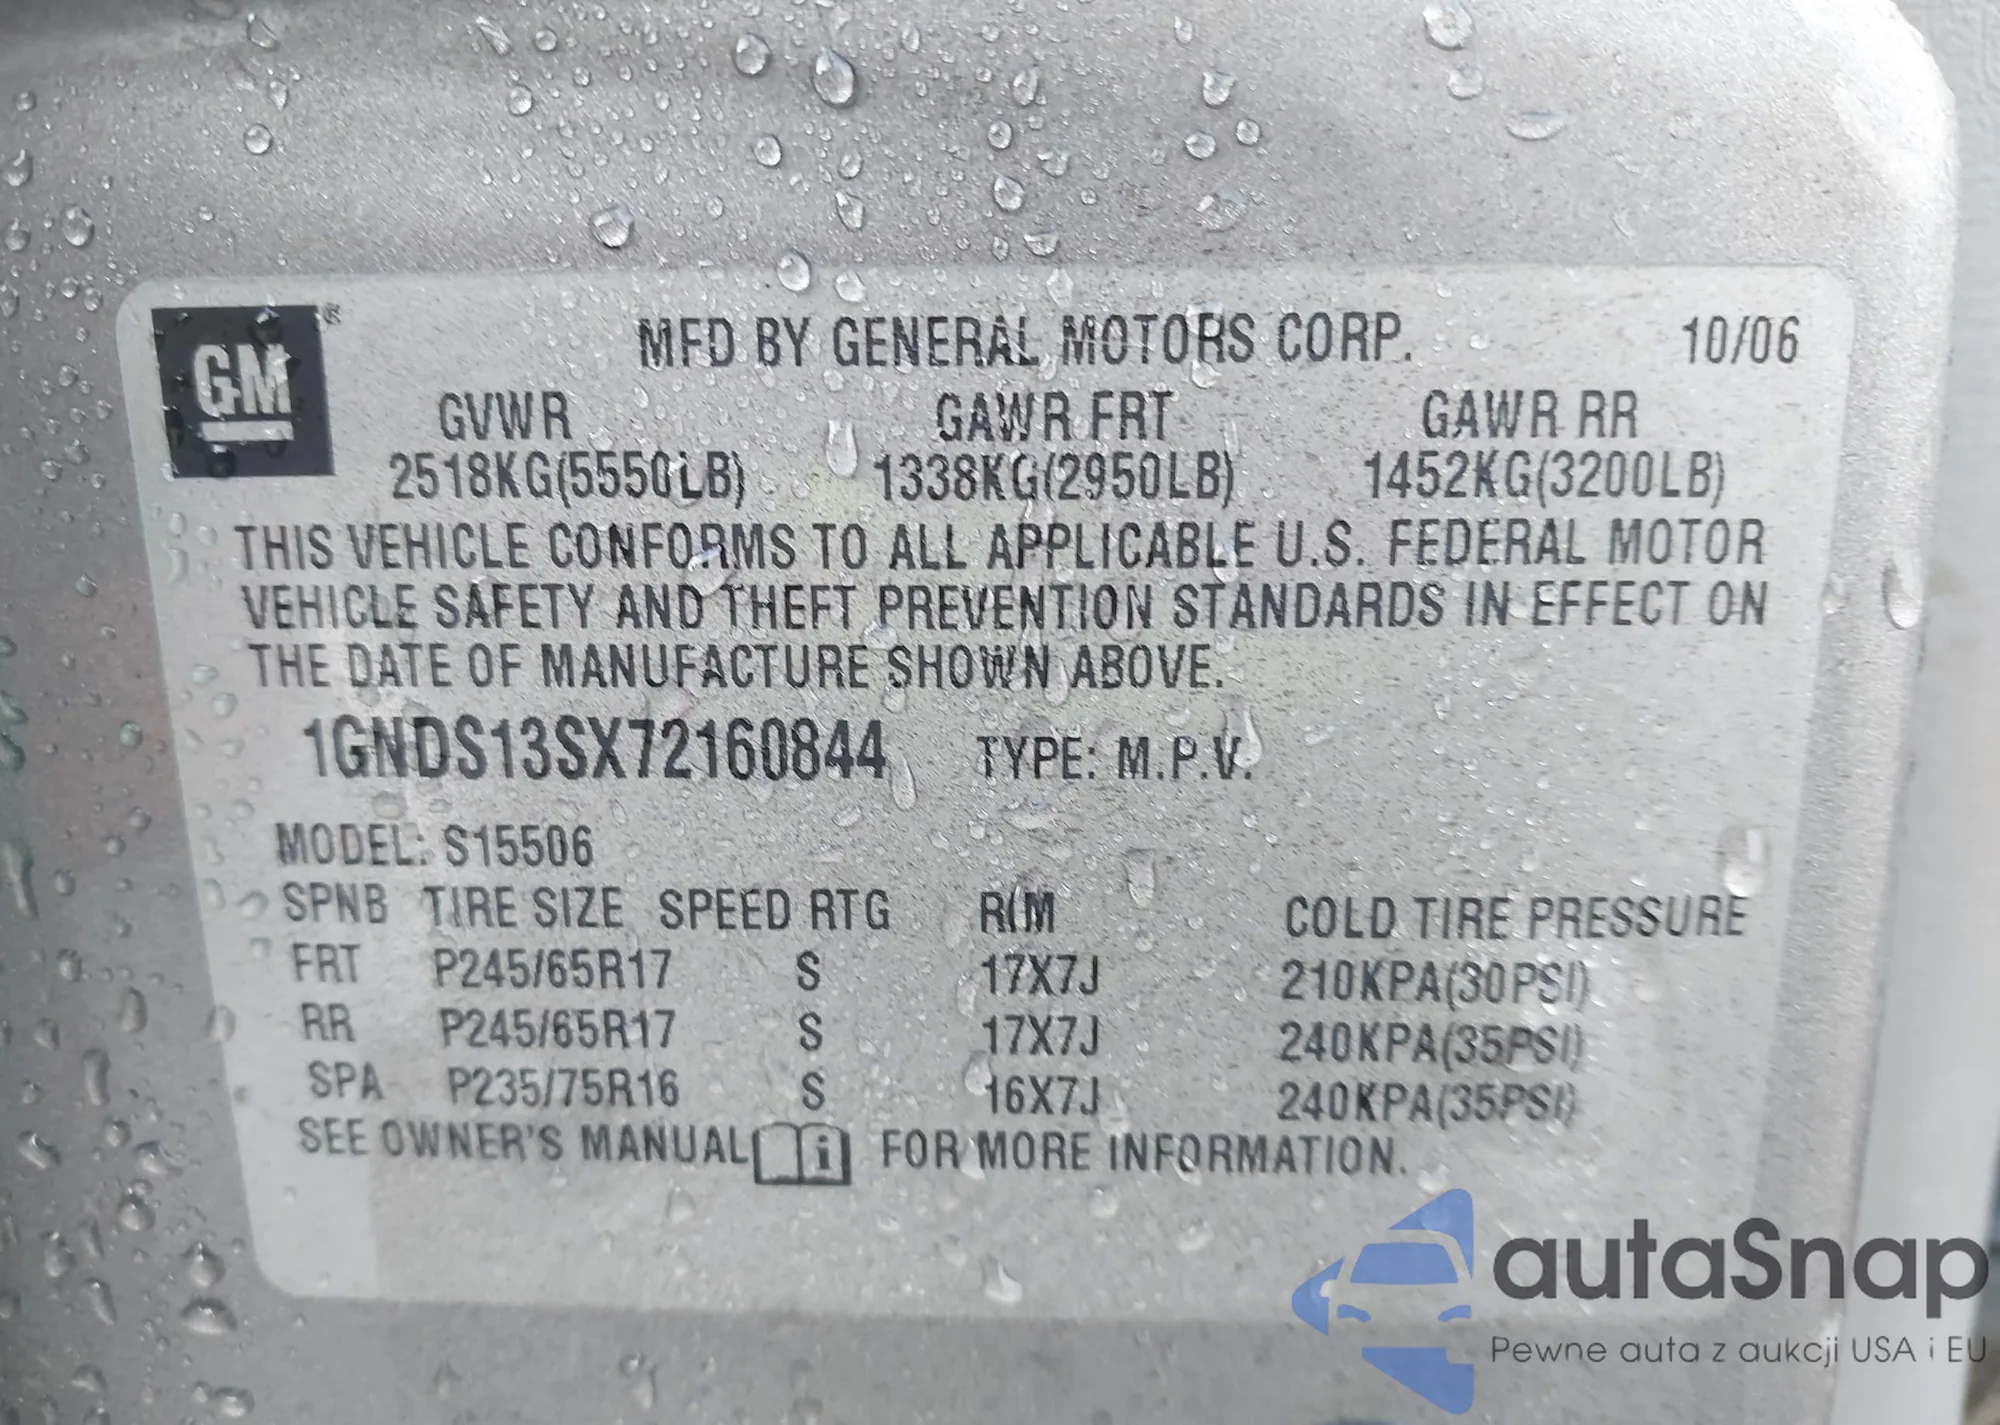 GM ®
MFD BY GENERAL MOTORS CORP. 10/06
GVWR GAWR FRT GAWR RR
2518KG(5550LB) 1338KG(2950LB) 1452KG(3200LB)
THIS VEHICLE CONFORMS TO ALL APPLICABLE U.S. FEDERAL MOTOR
VEHICLE SAFETY AND THEFT PREVENTION STANDARDS IN EFFECT ON
THE DATE OF MANUFACTURE SHOWN ABOVE.
1GNDS13SX72160844 TYPE: M.P.V.
MODEL: S15506
SPNB TIRE SIZE SPEED RTG RIM COLD TIRE PRESSURE
FRT P245/65R17 S 17X7J 210KPA(30PSI)
RR P245/65R17 S 17X7J 240KPA(35PSI)
SPA P235/75R16 S 16X7J 240KPA(35PSI)
SEE OWNER'S MANUAL i FOR MORE INFORMATION.
autaSnap
Pewne auta z aukcji USA i EU